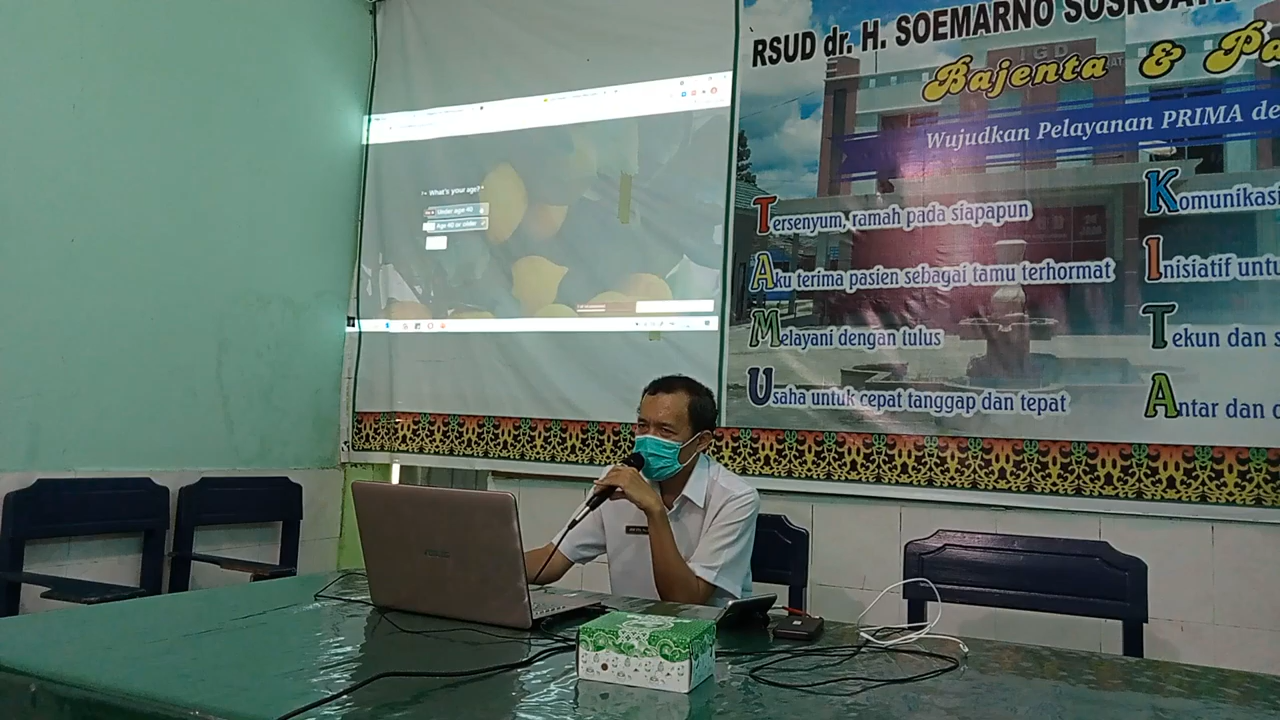 RSUD dr. H. SOEMARNO
Bajenta & Pa
Wujudkan Pelayanan PRIMA de
IGD
Tersenyum, ramah pada siapapun
Aku terima pasien sebagai tamu terhormat
Melayani dengan tulus
Usaha untuk cepat tanggap dan tepat
Komunikasi
Inisiatif untu
Tekun dan s
Antar dan
What's your age?
Under age 40
Age 40 or older
ASUS